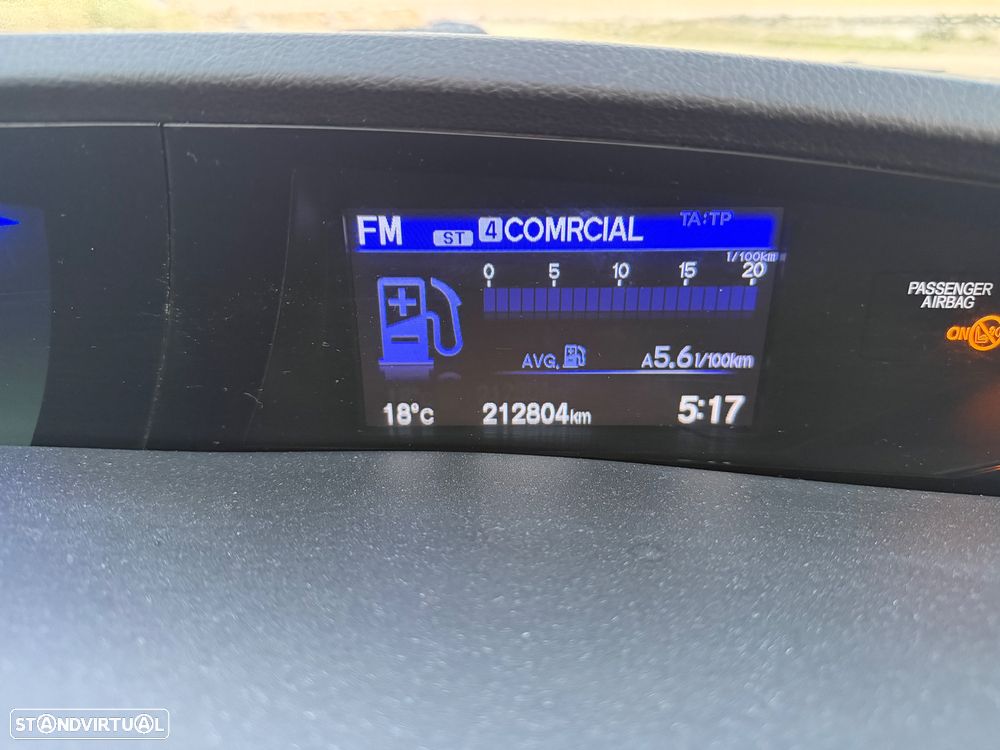 FM ST 4 COMRCIAL TA:TP
l/100km
0 5 10 15 20
AVG. A5.6 l/100km
18°C 212804km 5:17
PASSENGER
AIRBAG
ON
STANDVIRTUAL